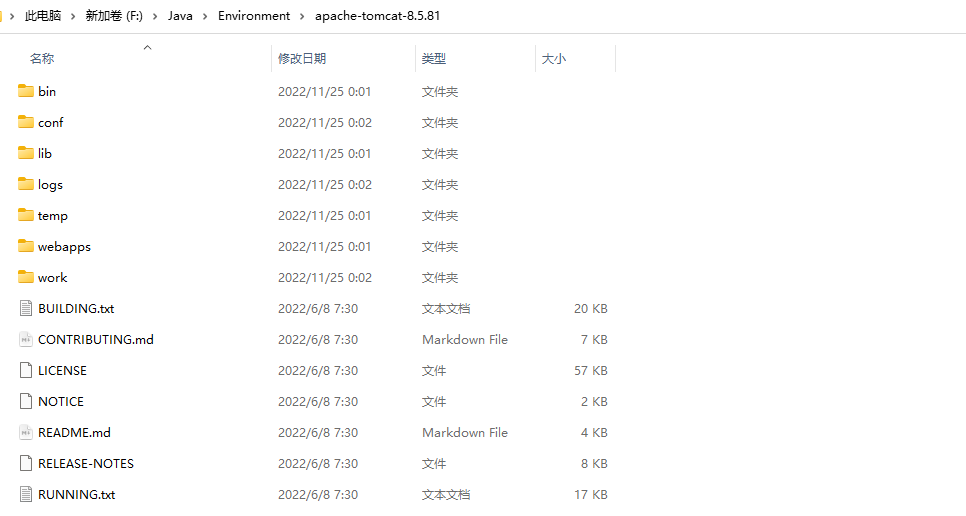 此电脑 › 新加卷 (F:) › Java › Environment › apache-tomcat-8.5.81
名称 修改日期 类型 大小
bin 2022/11/25 0:01 文件夹
conf 2022/11/25 0:02 文件夹
lib 2022/11/25 0:01 文件夹
logs 2022/11/25 0:02 文件夹
temp 2022/11/25 0:01 文件夹
webapps 2022/11/25 0:01 文件夹
work 2022/11/25 0:02 文件夹
BUILDING.txt 2022/6/8 7:30 文本文档 20 KB
CONTRIBUTING.md 2022/6/8 7:30 Markdown File 7 KB
LICENSE 2022/6/8 7:30 文件 57 KB
NOTICE 2022/6/8 7:30 文件 2 KB
README.md 2022/6/8 7:30 Markdown File 4 KB
RELEASE-NOTES 2022/6/8 7:30 文件 8 KB
RUNNING.txt 2022/6/8 7:30 文本文档 17 KB